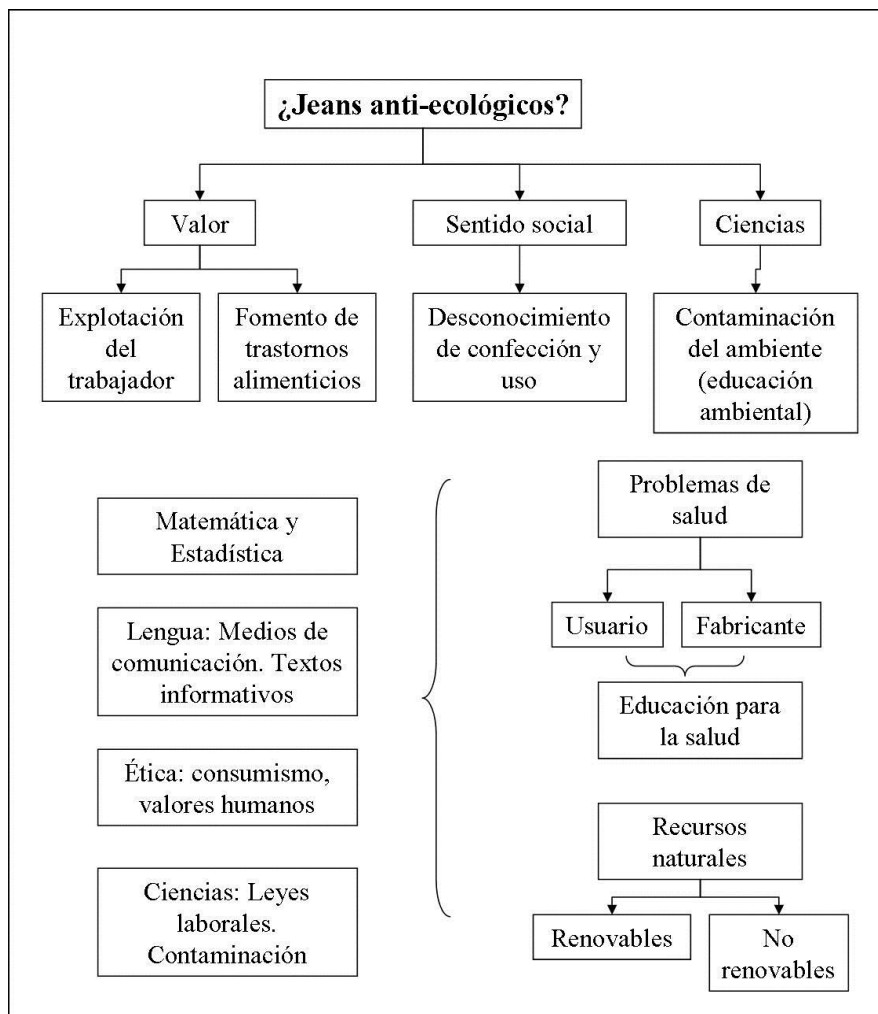 ¿Jeans anti-ecológicos?
Valor
Sentido social
Ciencias
Explotación
del
trabajador
Fomento de
trastornos
alimenticios
Desconocimiento
de confección y
uso
Contaminación
del ambiente
(educación
ambiental)
Matemática y
Estadística
Lengua: Medios de
comunicación. Textos
informativos
Ética: consumismo,
valores humanos
Ciencias: Leyes
laborales.
Contaminación
Problemas de
salud
Usuario
Fabricante
Educación para
la salud
Recursos
naturales
Renovables
No
renovables